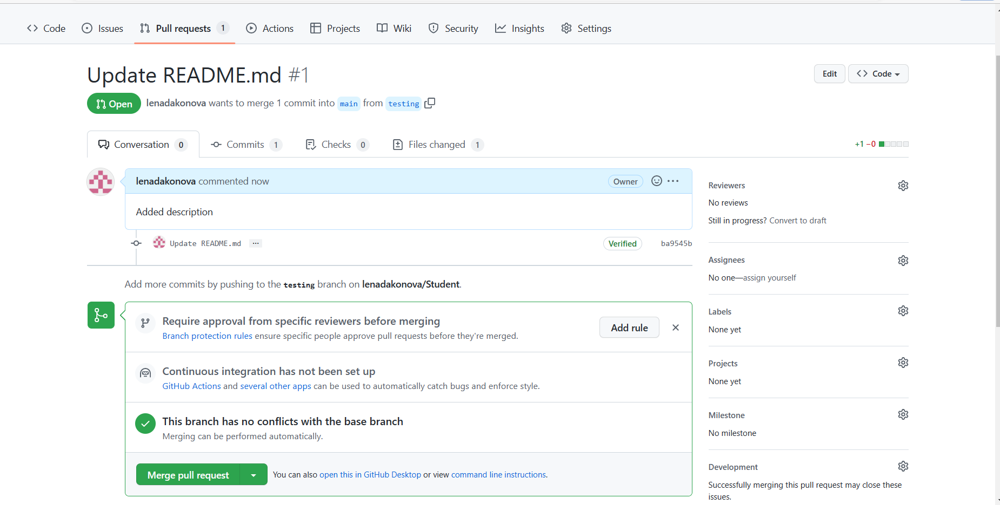 Code Issues Pull requests 1 Actions Projects Wiki Security Insights Settings
Update README.md #1
Edit Code
Open lenadakonova wants to merge 1 commit into main from testing
Conversation 0 Commits 1 Checks 0 Files changed 1
+1 −0
lenadakonova commented now Owner
Added description
Update README.md ... Verified ba9545b
Add more commits by pushing to the testing branch on lenadakonova/Student.
Require approval from specific reviewers before merging
Branch protection rules ensure specific people approve pull requests before they're merged.
Add rule
Continuous integration has not been set up
GitHub Actions and several other apps can be used to automatically catch bugs and enforce style.
This branch has no conflicts with the base branch
Merging can be performed automatically.
Merge pull request You can also open this in GitHub Desktop or view command line instructions.
Reviewers
No reviews
Still in progress? Convert to draft
Assignees
No one—assign yourself
Labels
None yet
Projects
None yet
Milestone
No milestone
Development
Successfully merging this pull request may close these
issues.